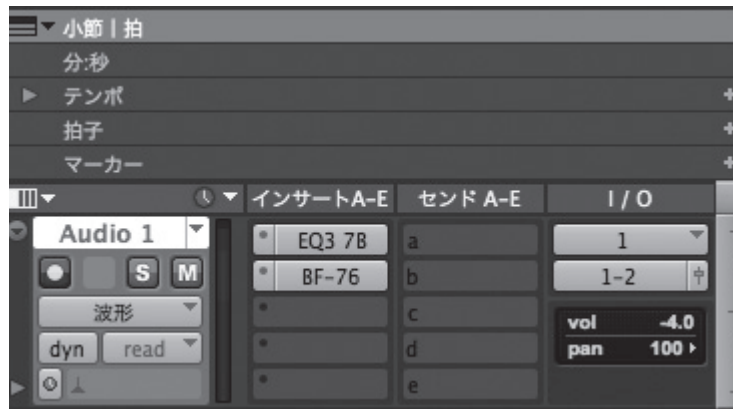 小節|拍
分:秒
テンポ
拍子
マーカー
インサートA-E センド A-E I / O
Audio 1 EQ3 7B a 1
S M BF-76 b 1-2
波形 c vol -4.0
dyn read d pan 100
e